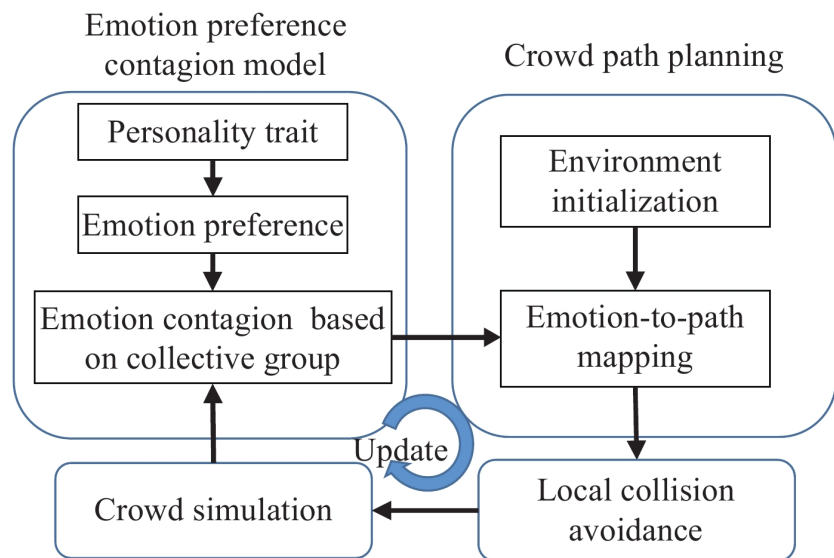 Emotion preference
contagion model
Personality trait
Emotion preference
Emotion contagion based
on collective group
Crowd path planning
Environment
initialization
Emotion-to-path
mapping
Update
Crowd simulation
Local collision
avoidance